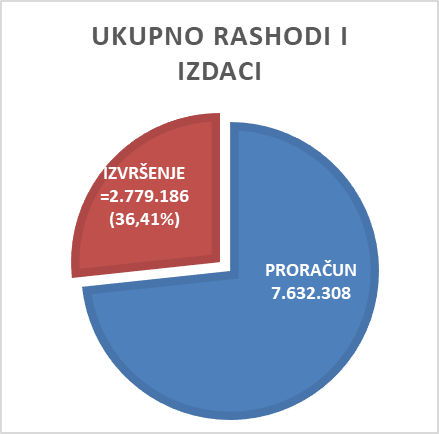 UKUPNO RASHODI I
IZDACI
IZVRŠENJE
=2.779.186
(36,41%)
PRORAČUN
7.632.308